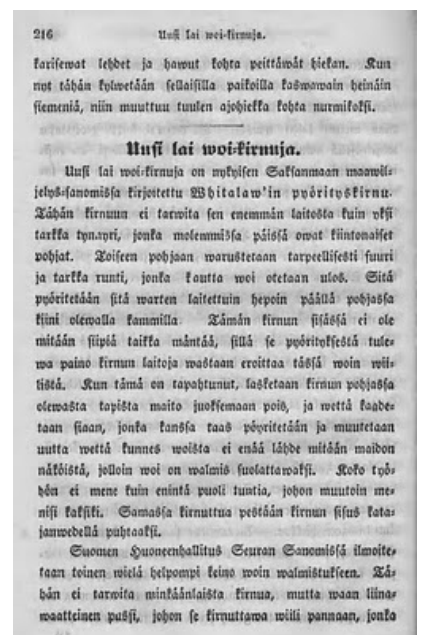 216 Uusi lai woi-kirnuja.
karisewat lehdet ja hawut kohta peittäwät hiekan. Kun
nyt tähän kylwetään sellaisilla paikoilla kaswawain heinäin
siemeniä, niin muuttuu tuulen ajohiekka kohta nurmikoksi.
Uusi lai woi-kirnuja.
Uusi lai woi-kirnuja on nykyisen Saksanmaan maawil-
jelys-sanomissa kirjoitettu Whitalaw'in pyörityskirnu.
Tähän kirnuun ei tarwita sen enemmän laitosta kuin yksi
tarkka tynnyri, jonka molemmissa päissä owat kiintonaiset
pohjat. Toiseen pohjaan warustetaan tarpeellisesti suuri
ja tarkka runti, jonka kautta woi otetaan ulos. Sitä
pyöritetään sitä warten laitettuin hepoin päällä pohjassa
kiini olewalla kammilla Tämän kirnun sisässä ei ole
mitään siipiä taikka mäntää, sillä se pyörityksestä tule-
wa paino kirnun laitoja wastaan eroittaa tässä woin wii-
listä. Kun tämä on tapahtunut, lasketaan kirnun pohjassa
olewasta tapista maito juoksemaan pois, ja wettä kaade-
taan siaan, jonka kanssa taas pöyritetään ja muutetaan
uutta wettä kunnes woista ei enää lähde mitään maidon
näköistä, jolloin woi on walmis suolattawaksi. Koko työ-
hön ei mene kuin enintä puoli tuntia, johon muutoin me-
nisi kaksiki. Samassa kirnuttua pestään kirnun sisus kata-
janwedellä puhtaaksi.
Suomen Huoneenhallitus Seuran Sanomissa ilmoite-
taan toinen wielä helpompi keino woin walmistukseen. Tä-
hän ei tarwita minkäänlaista kirnua, mutta waan liina-
waatteinen pussi, johon se kirnuttawa wiili pannaan, jonka